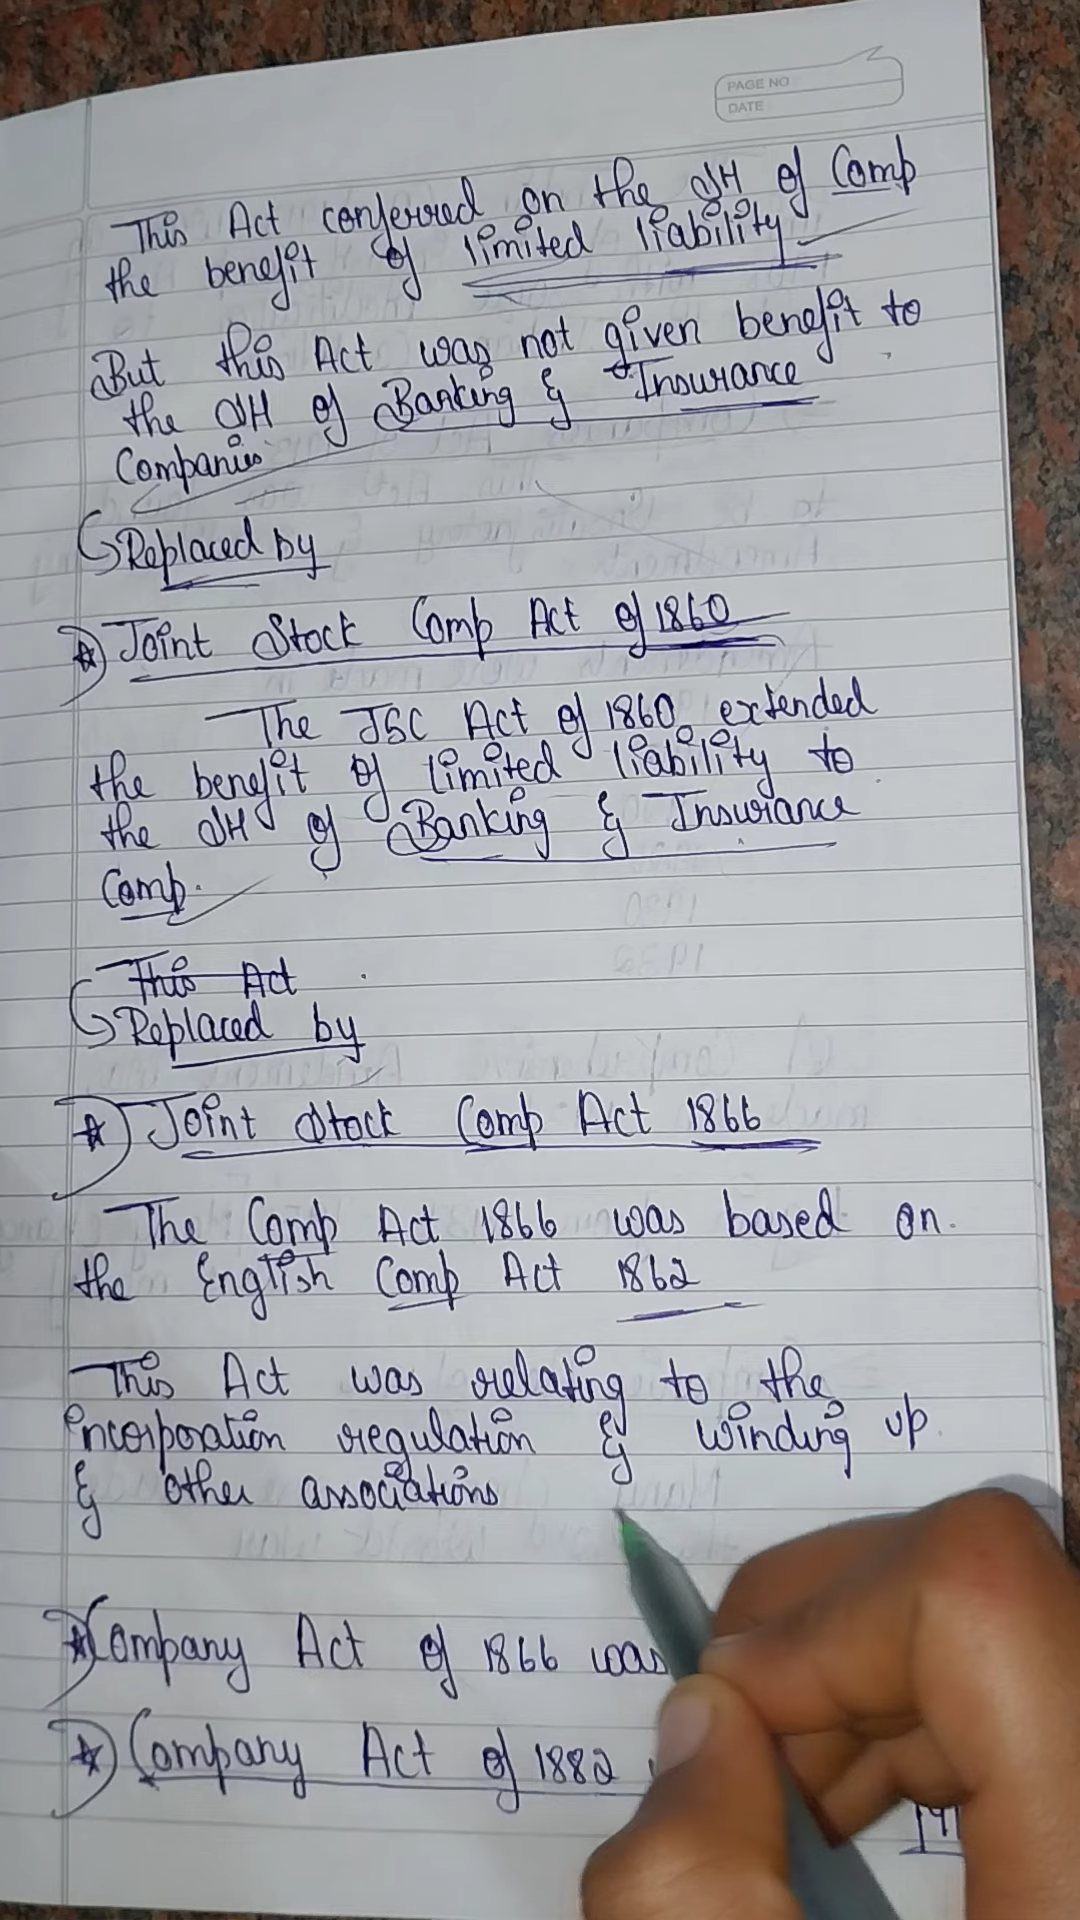 PAGE NO
DATE
This Act conferred on the SH of Comp
the benefit of limited liability
But this Act was not given benefit to
the SH of Banking & Insurance
Companies
Replaced by
Joint Stock Comp Act of 1860
The JSC Act of 1860 extended
the benefit of limited liability to
the SH of Banking & Insurance
Comp.
This Act
Replaced by
Joint Stock Comp Act 1866
The Comp Act 1866 was based on.
the English Comp Act 1862
This Act was relating to the
incorporation regulation & winding up.
& other associations
Company Act of 1866 was
Company Act of 1882